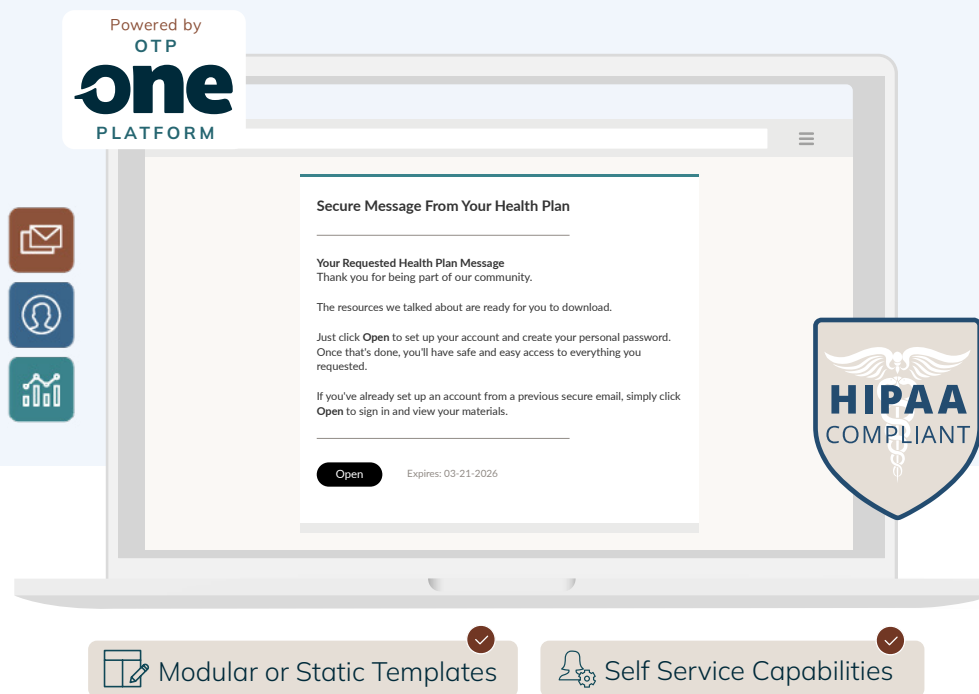 Powered by
OTP
one
PLATFORM
Secure Message From Your Health Plan
Your Requested Health Plan Message
Thank you for being part of our community.
The resources we talked about are ready for you to download.
Just click Open to set up your account and create your personal password.
Once that's done, you'll have safe and easy access to everything you
requested.
If you've already set up an account from a previous secure email, simply click
Open to sign in and view your materials.
Open
Expires: 03-21-2026
HIPAA
COMPLIANT
Modular or Static Templates
Self Service Capabilities